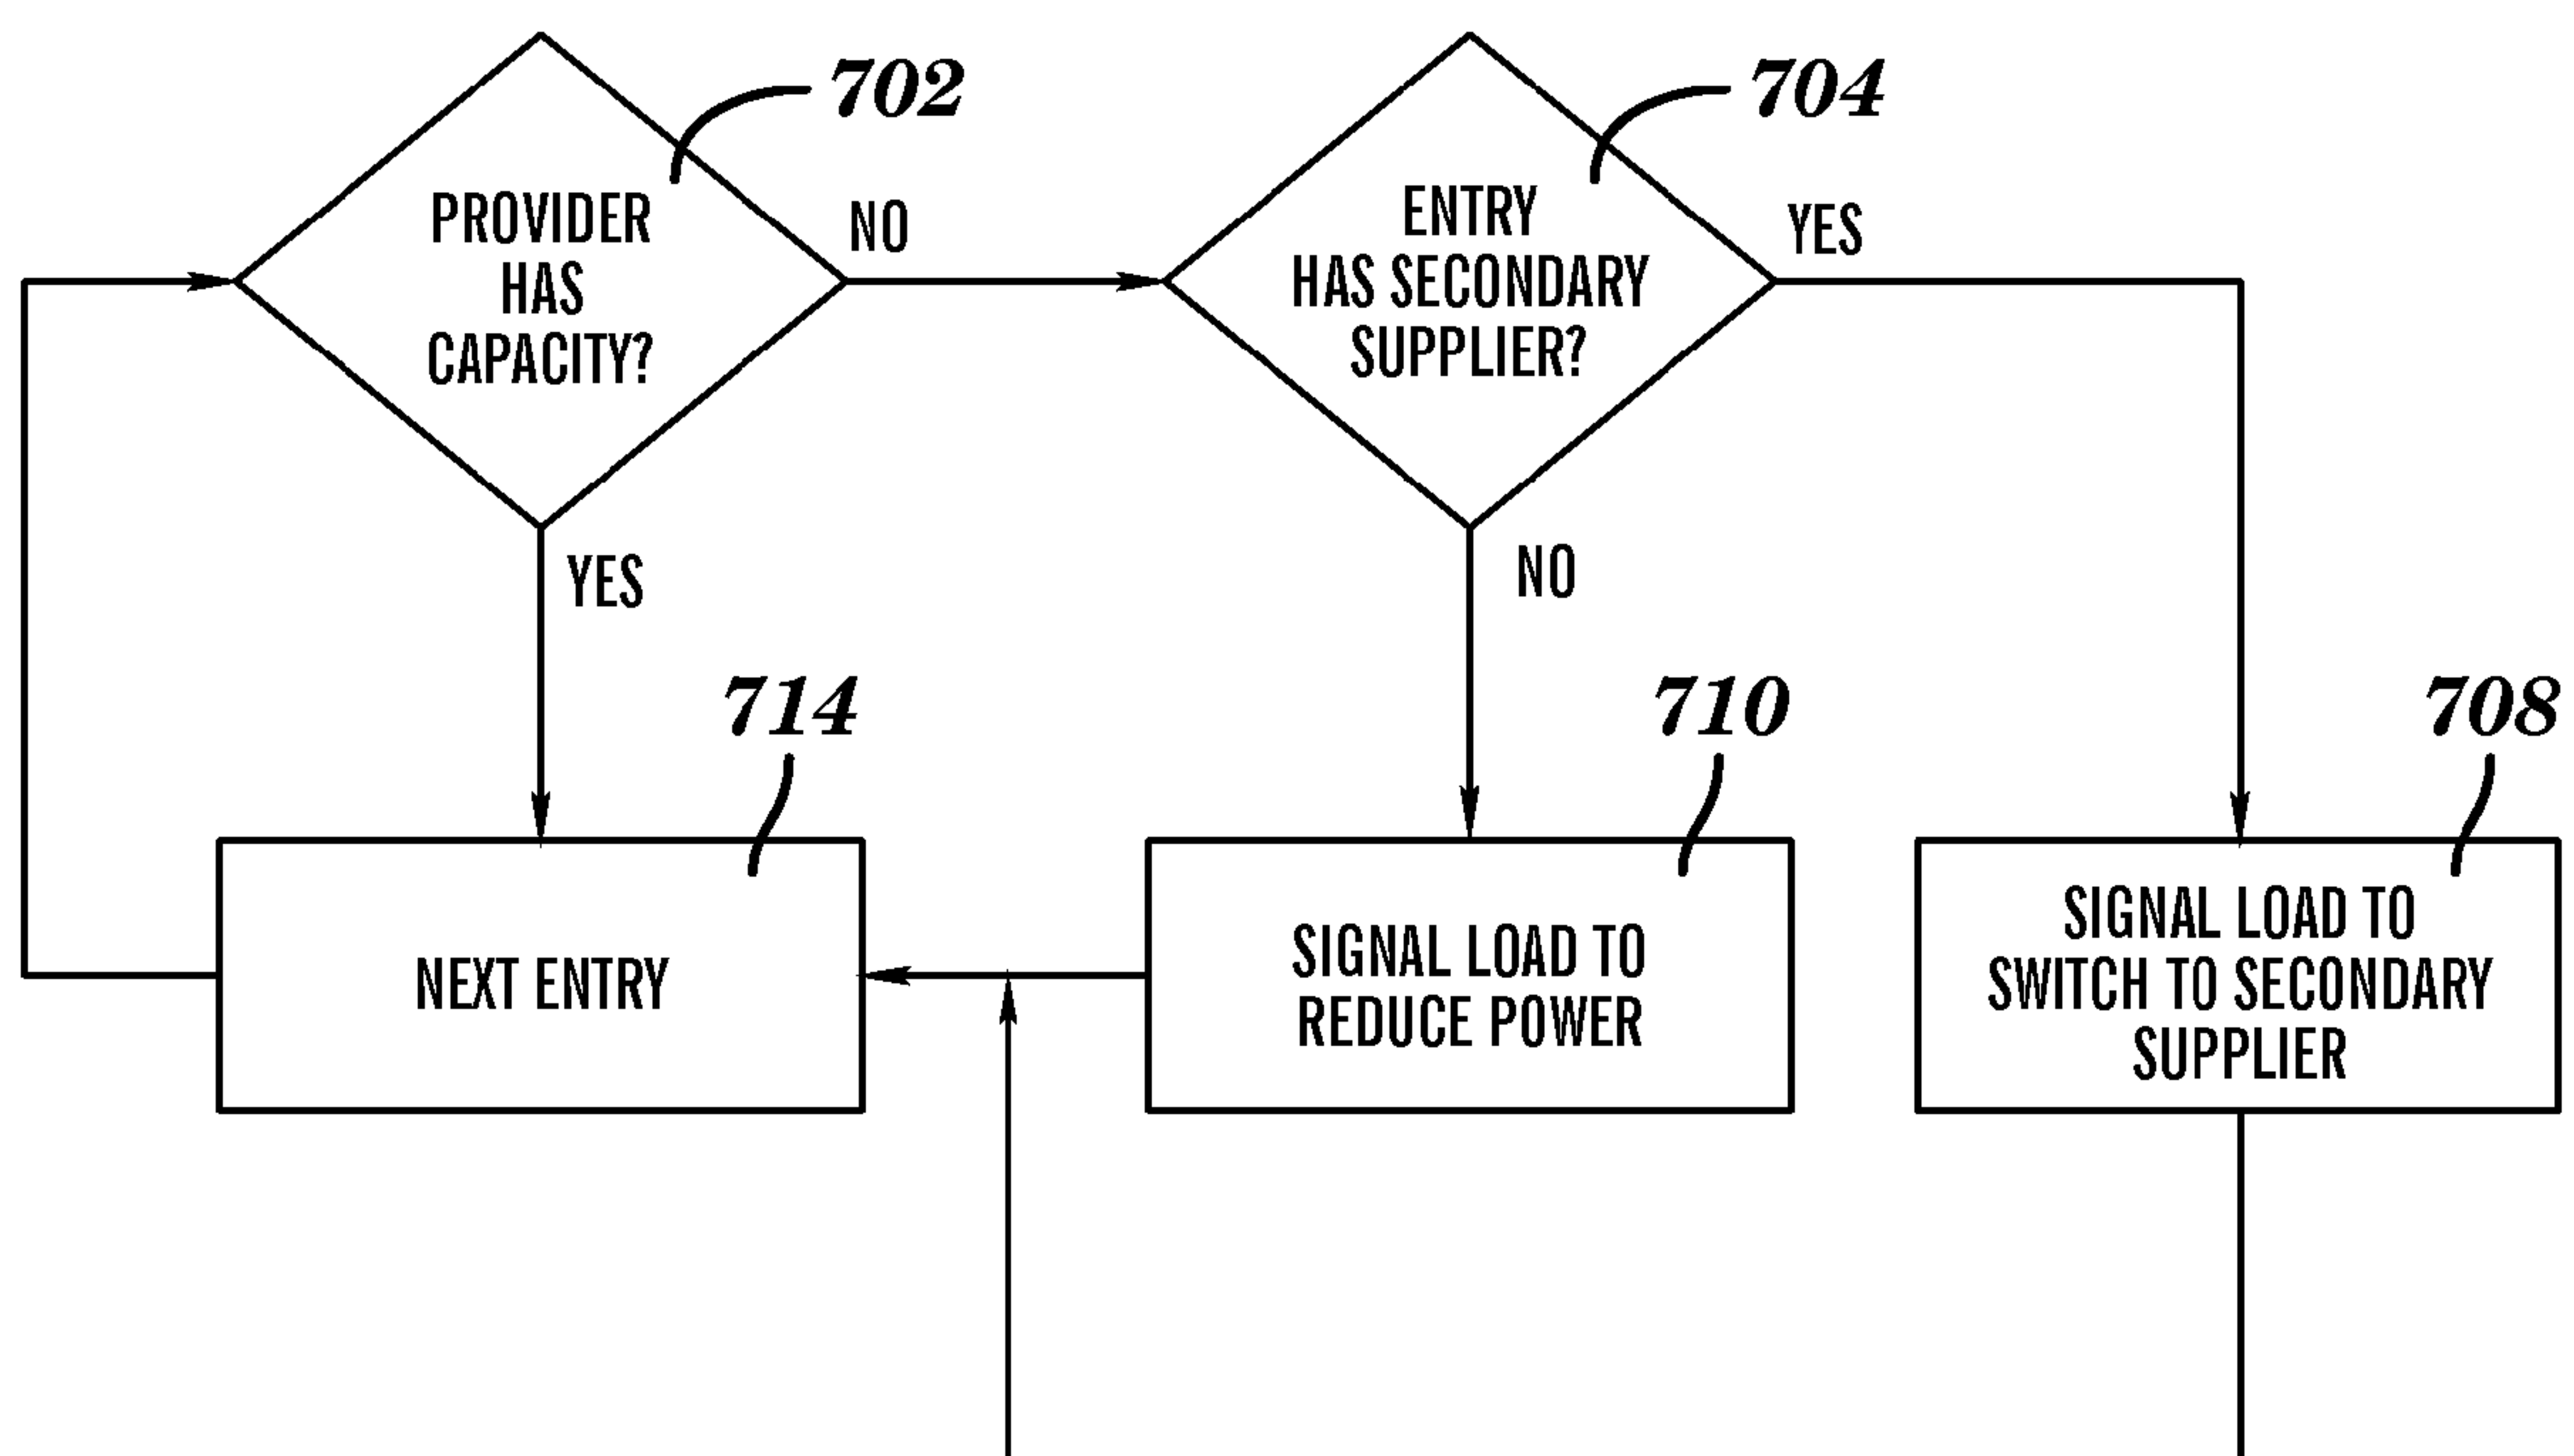 702
PROVIDER
HAS
CAPACITY?
NO
YES
704
ENTRY
HAS SECONDARY
SUPPLIER?
YES
NO
714
NEXT ENTRY
710
SIGNAL LOAD TO
REDUCE POWER
708
SIGNAL LOAD TO
SWITCH TO SECONDARY
SUPPLIER